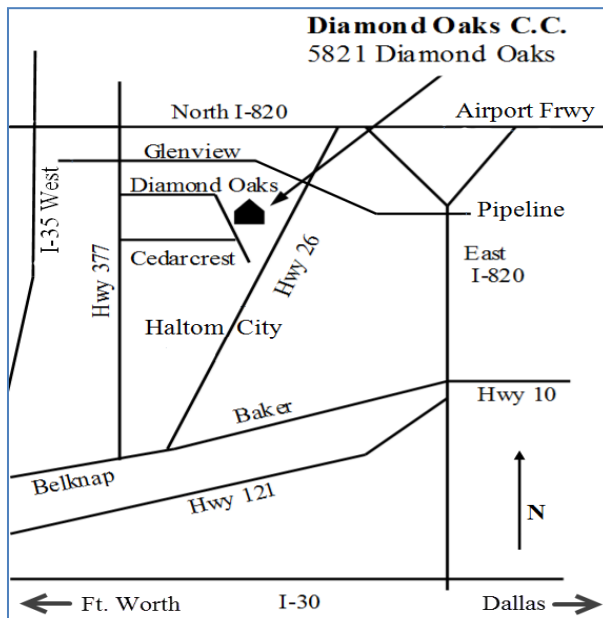 Diamond Oaks C.C.
5821 Diamond Oaks
North I-820
Airport Frwy
Glenview
I-35 West
Diamond Oaks
Pipeline
Hwy 377
Cedarcrest
Hwy 26
East
I-820
Haltom City
Baker
Hwy 10
Belknap
Hwy 121
N
Ft. Worth
I-30
Dallas